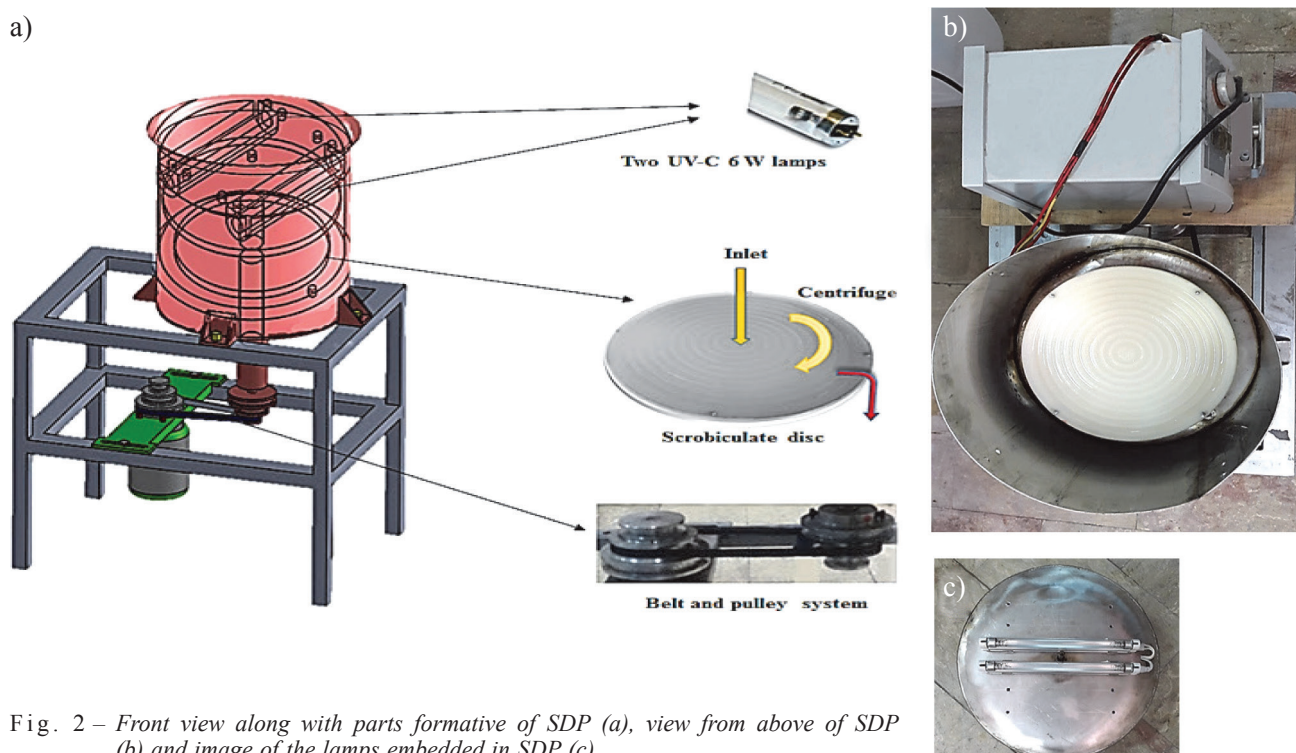 a)
Two UV-C 6 W lamps
Inlet
Centrifuge
Scrobiculate disc
Belt and pulley system
b)
c)
Fig. 2 – Front view along with parts formative of SDP (a), view from above of SDP
(b) and image of the lamps embedded in SDP (c)